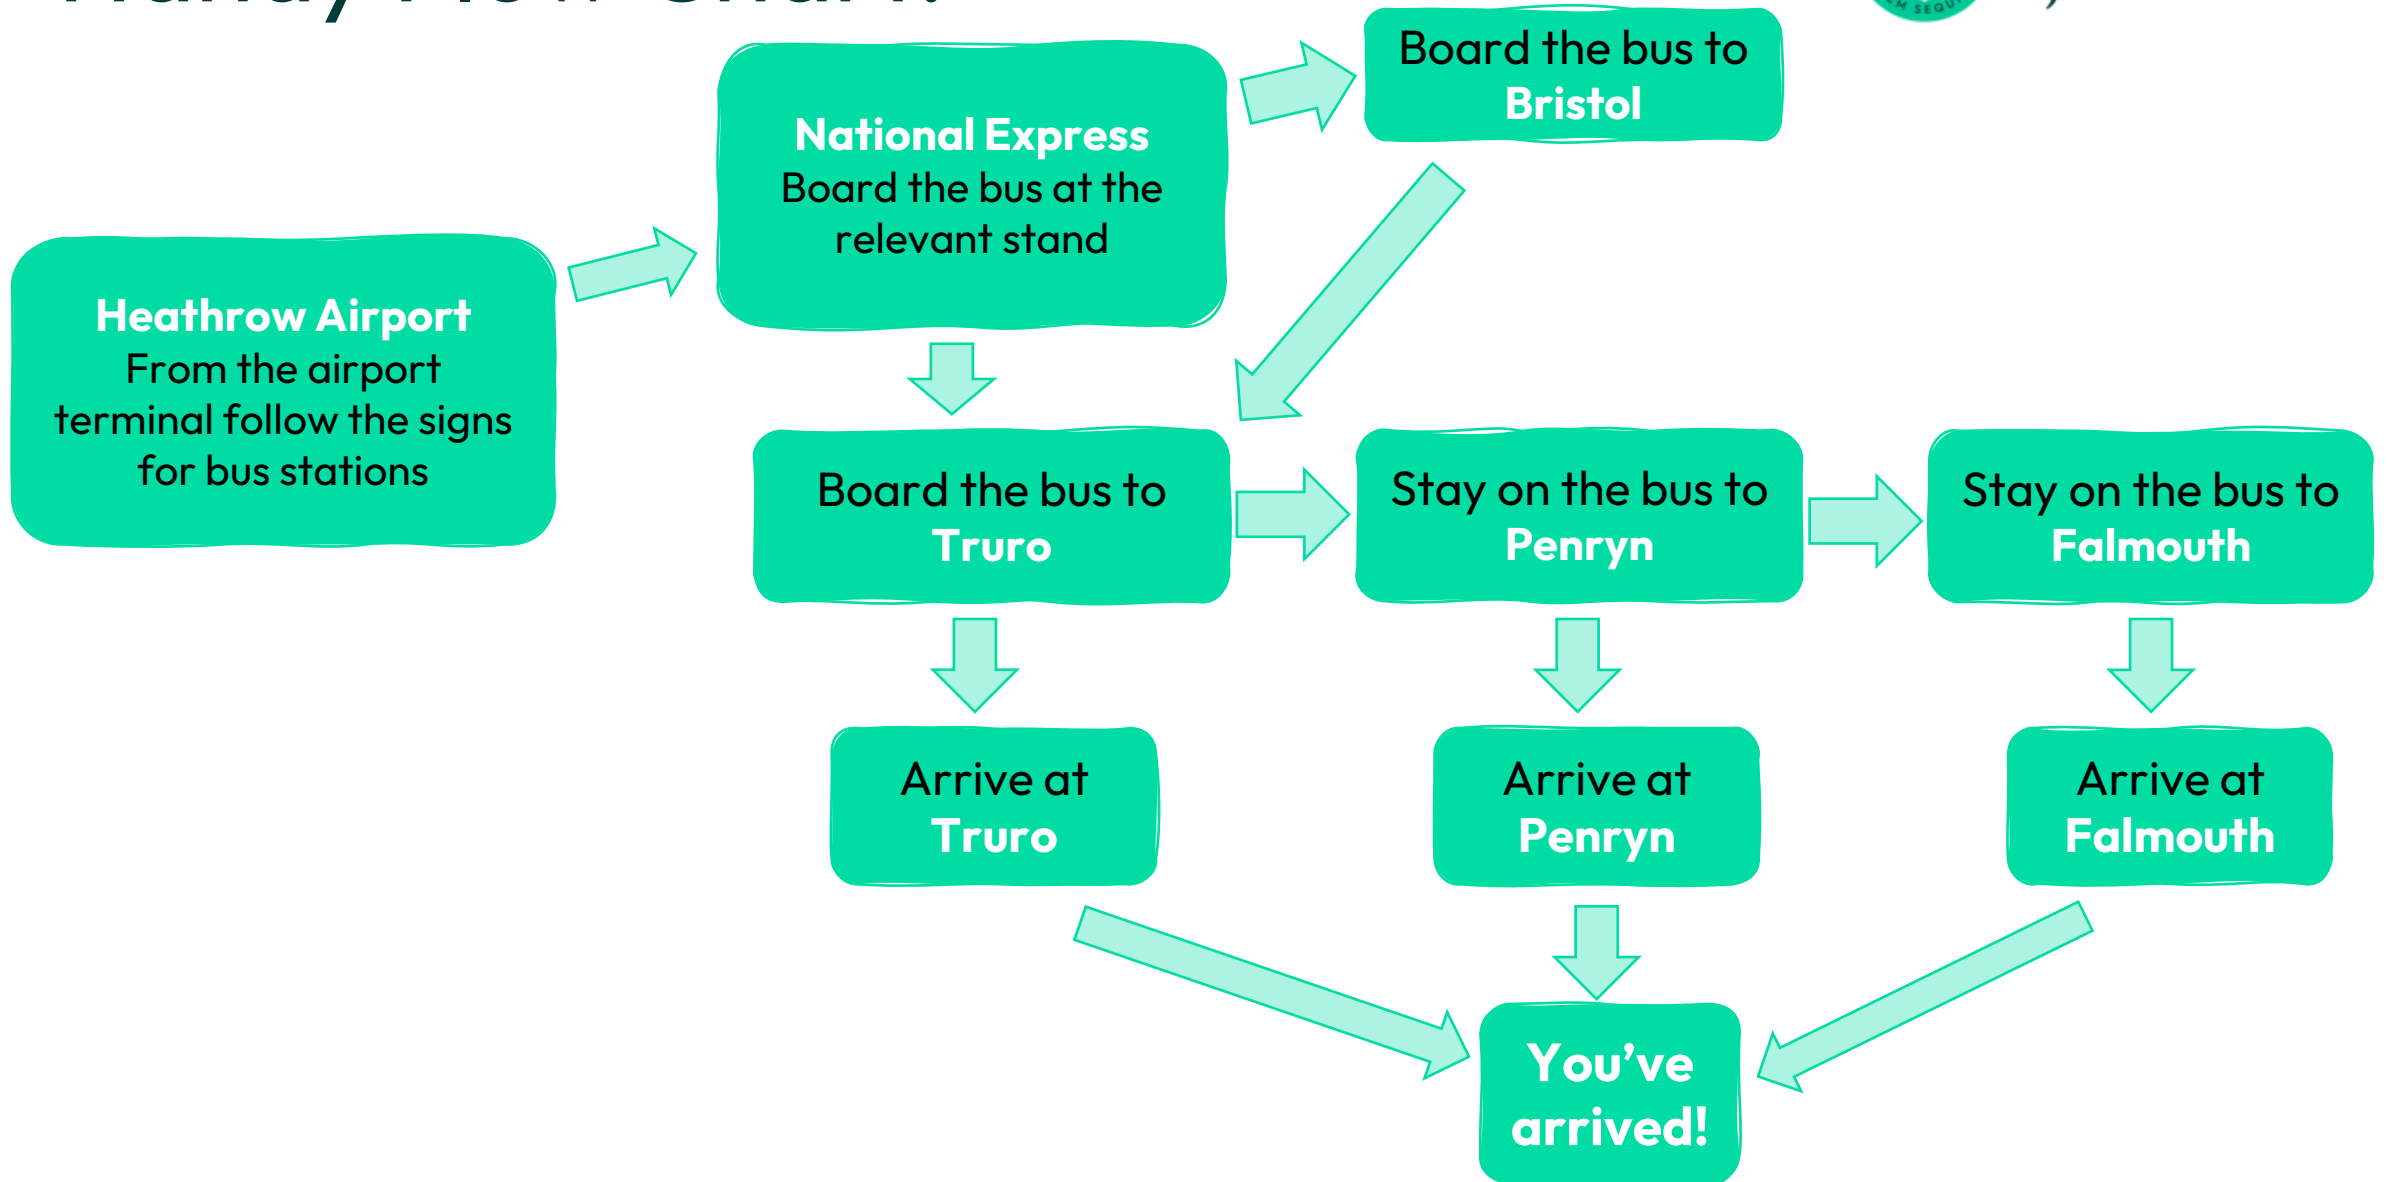 Board the bus to
Bristol
National Express
Board the bus at the
relevant stand
Heathrow Airport
From the airport
terminal follow the signs
for bus stations
Board the bus to
Truro
Stay on the bus to
Penryn
Stay on the bus to
Falmouth
Arrive at
Truro
Arrive at
Penryn
Arrive at
Falmouth
You’ve
arrived!